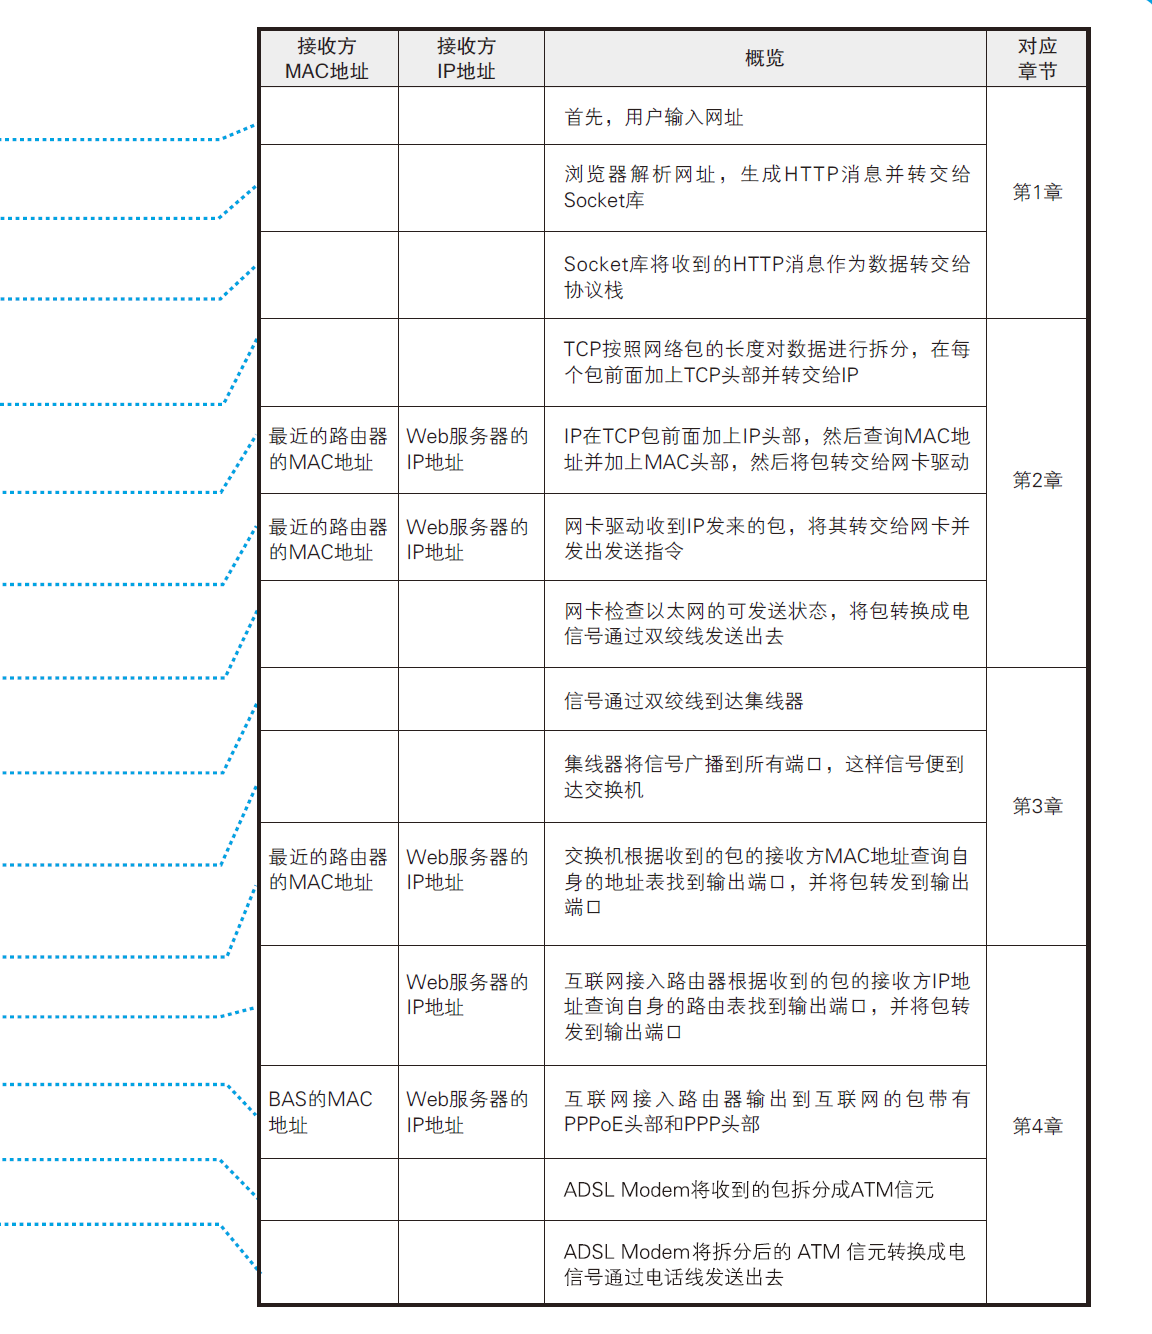 接收方
MAC地址
接收方
IP地址
概览
对应
章节
首先，用户输入网址
浏览器解析网址，生成HTTP消息并转交给
Socket库
第1章
Socket库将收到的HTTP消息作为数据转交给
协议栈
TCP按照网络包的长度对数据进行拆分，在每
个包前面加上TCP头部并转交给IP
最近的路由器
的MAC地址
Web服务器的
IP地址
IP在TCP包前面加上IP头部，然后查询MAC地
址并加上MAC头部，然后将包转交给网卡驱动
第2章
最近的路由器
的MAC地址
Web服务器的
IP地址
网卡驱动收到IP发来的包，将其转交给网卡并
发出发送指令
网卡检查以太网的可发送状态，将包转换成电
信号通过双绞线发送出去
信号通过双绞线到达集线器
集线器将信号广播到所有端口，这样信号便到
达交换机
第3章
最近的路由器
的MAC地址
Web服务器的
IP地址
交换机根据收到的包的接收方MAC地址查询自
身的地址表找到输出端口，并将包转发到输出
端口
Web服务器的
IP地址
互联网接入路由器根据收到的包的接收方IP地
址查询自身的路由表找到输出端口，并将包转
发到输出端口
BAS的MAC
地址
Web服务器的
IP地址
互联网接入路由器输出到互联网的包带有
PPPoE头部和PPP头部
第4章
ADSL Modem将收到的包拆分成ATM信元
ADSL Modem将拆分后的 ATM 信元转换成电
信号通过电话线发送出去